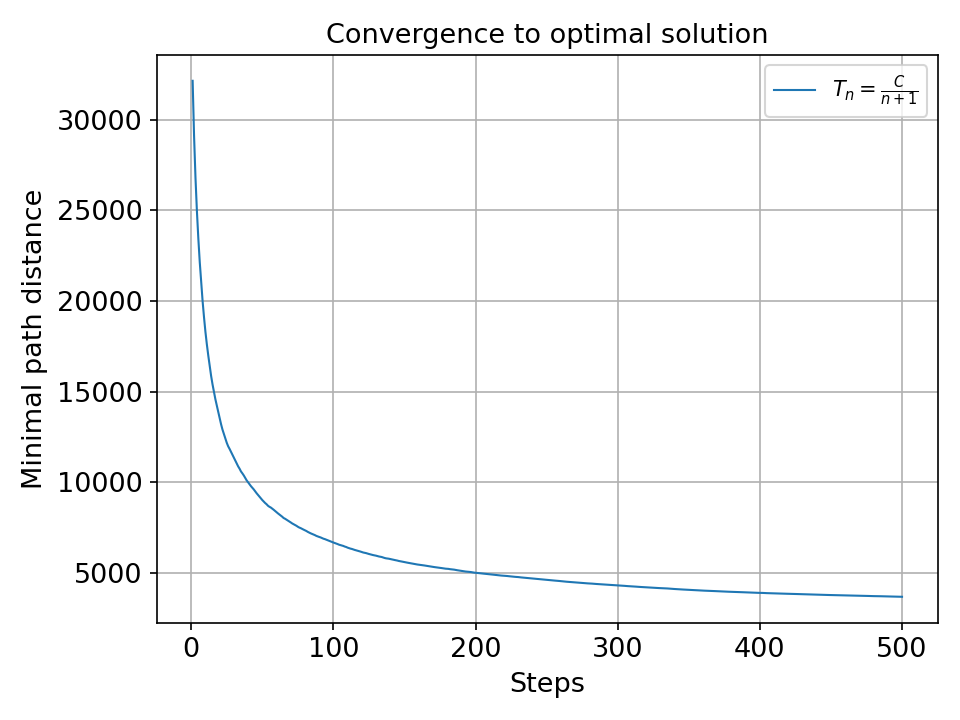 Convergence to optimal solution
Minimal path distance
30000
25000
20000
15000
10000
5000
0 100 200 300 400 500
Steps
Tₙ = C/(n+1)